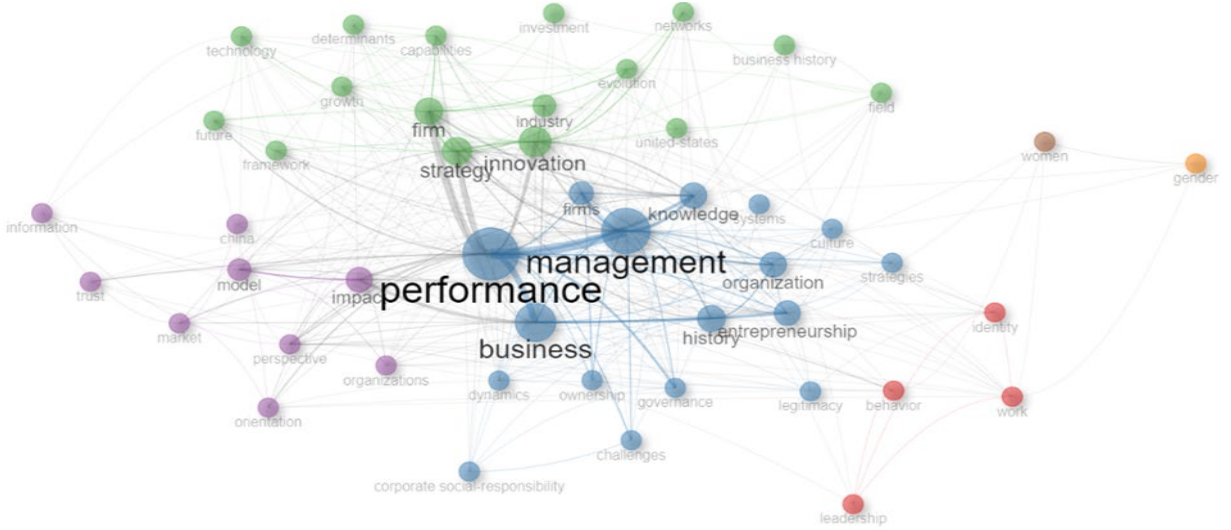 networks
investment
determinants
technology
capabilities
business history
evolution
growth
field
industry
firm
future
united-states
women
framework
strategy
innovation
gender
firms
knowledge
systems
information
china
culture
management
organization
strategies
model
performance
impact
trust
identity
history
entrepreneurship
market
business
perspective
organizations
dynamics
ownership
governance
legitimacy
behavior
work
orientation
challenges
corporate social-responsibility
leadership